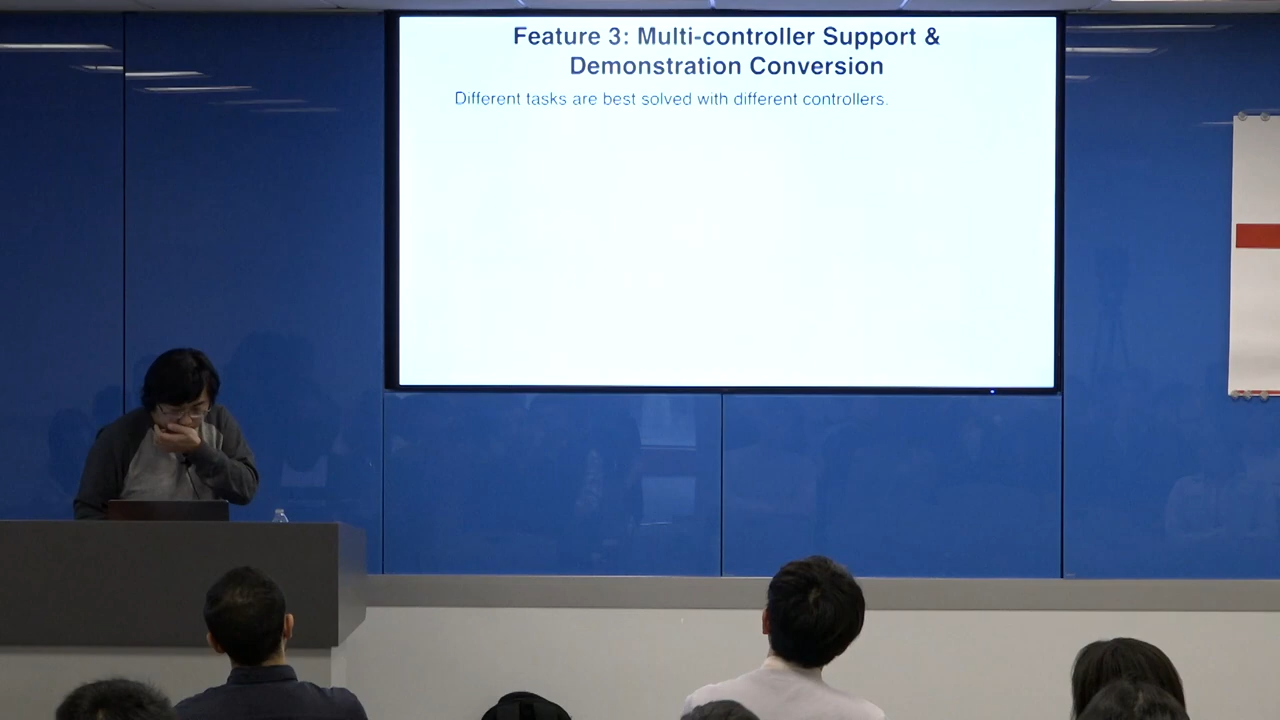 Feature 3: Multi-controller Support &
Demonstration Conversion
Different tasks are best solved with different controllers.